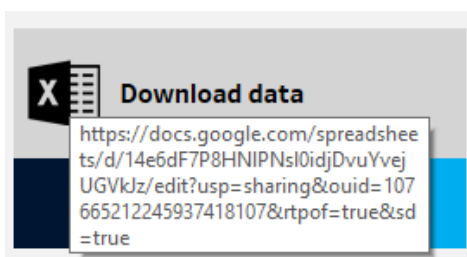 X
Download data
https://docs.google.com/spreadshee
ts/d/14e6dF7P8HNIPNsl0idjDvuYvej
UGVkJz/edit?usp=sharing&ouid=107
665212245937418107&rtpof=true&sd
=true